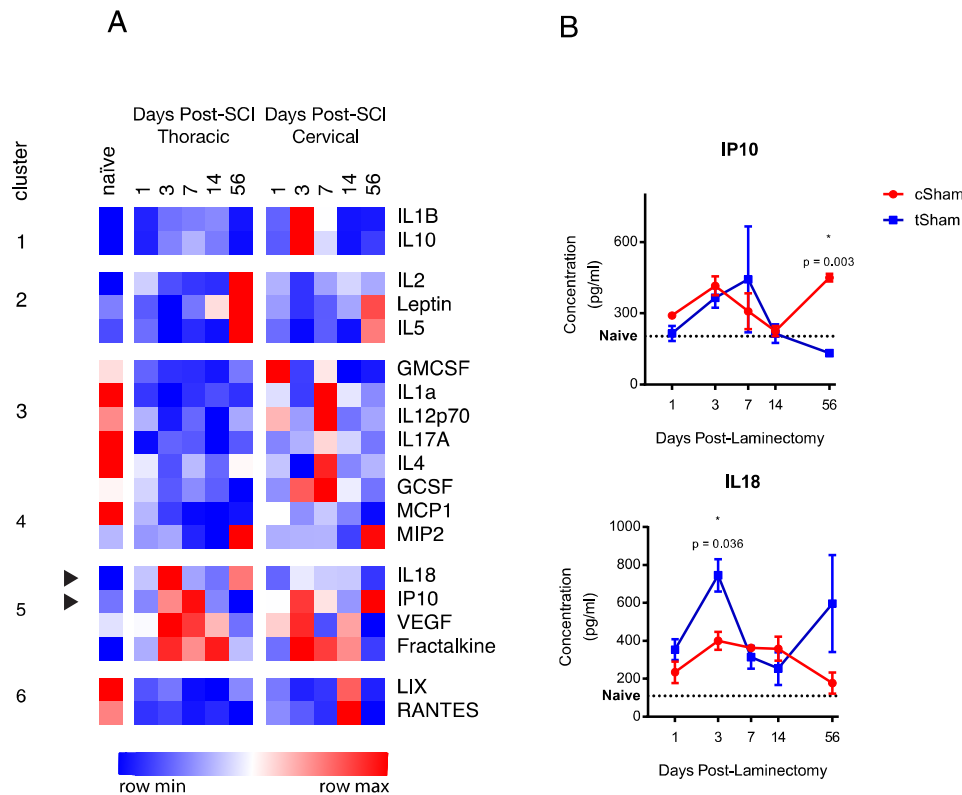 A
Days Post-SCI
Thoracic
Days Post-SCI
Cervical
cluster
naïve
1 3 7 14 56
1 3 7 14 56
1
IL1B
IL10
2
IL2
Leptin
IL5
3
GMCSF
IL1a
IL12p70
IL17A
IL4
GCSF
4
MCP1
MIP2
5
IL18
IP10
VEGF
Fractalkine
6
LIX
RANTES
row min
row max
B
IP10
cSham
tSham
*
p = 0.003
Concentration
(pg/ml)
600
300
Naive
0
1 3 7 14 56
Days Post-Laminectomy
IL18
1000
*
p = 0.036
800
600
400
200
Naive
0
Concentration
(pg/ml)
1 3 7 14 56
Days Post-Laminectomy